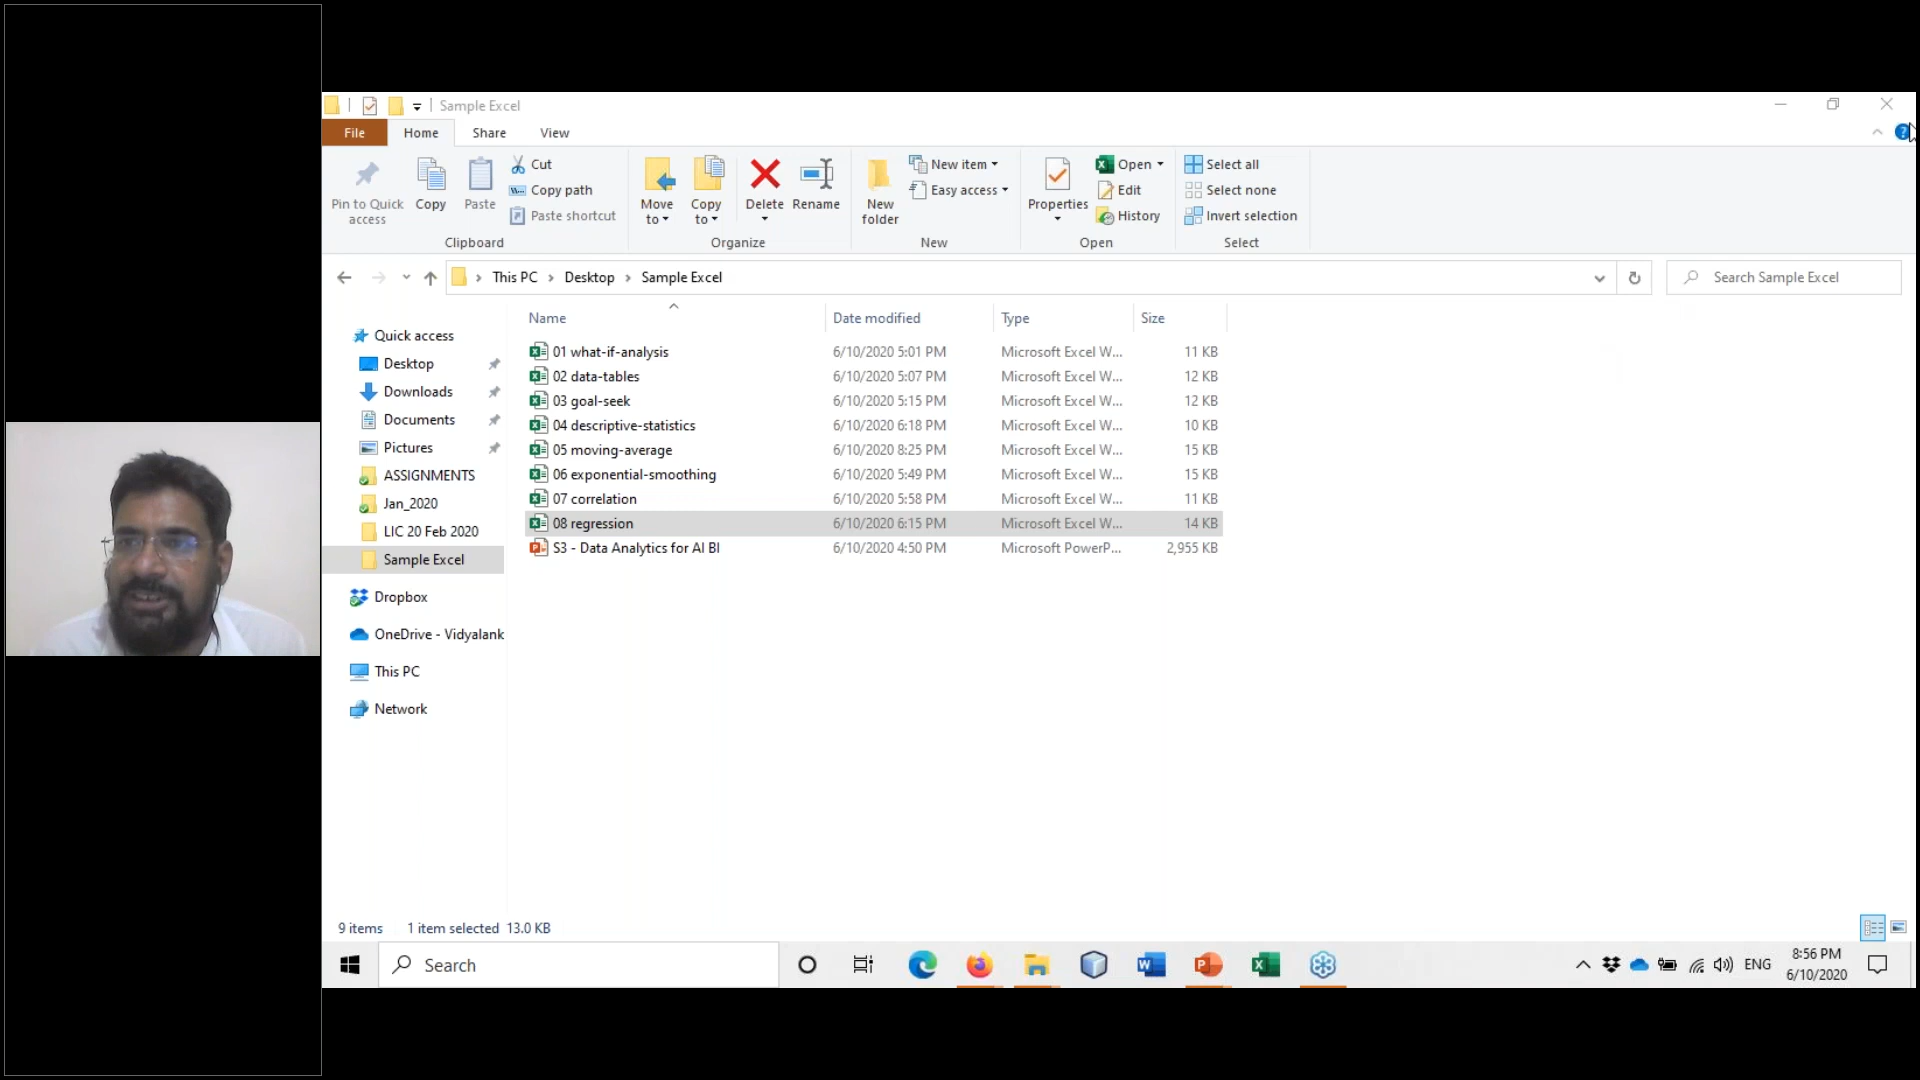 Sample Excel
File Home Share View
Pin to Quick access
Copy
Paste
Cut
Copy path
Paste shortcut
Clipboard
Move to
Copy to
Delete
Rename
Organize
New folder
New item
Easy access
New
Properties
Open
Edit
History
Open
Select all
Select none
Invert selection
Select
This PC Desktop Sample Excel
Search Sample Excel
Quick access
Desktop
Downloads
Documents
Pictures
ASSIGNMENTS
Jan_2020
LIC 20 Feb 2020
Sample Excel
Dropbox
OneDrive - Vidyalank
This PC
Network
Name Date modified Type Size
01 what-if-analysis 6/10/2020 5:01 PM Microsoft Excel W... 11 KB
02 data-tables 6/10/2020 5:07 PM Microsoft Excel W... 12 KB
03 goal-seek 6/10/2020 5:15 PM Microsoft Excel W... 12 KB
04 descriptive-statistics 6/10/2020 6:18 PM Microsoft Excel W... 10 KB
05 moving-average 6/10/2020 8:25 PM Microsoft Excel W... 15 KB
06 exponential-smoothing 6/10/2020 5:49 PM Microsoft Excel W... 15 KB
07 correlation 6/10/2020 5:58 PM Microsoft Excel W... 11 KB
08 regression 6/10/2020 6:15 PM Microsoft Excel W... 14 KB
S3 - Data Analytics for AI BI 6/10/2020 4:50 PM Microsoft PowerP... 2,955 KB
9 items 1 item selected 13.0 KB
Search
ENG
8:56 PM
6/10/2020